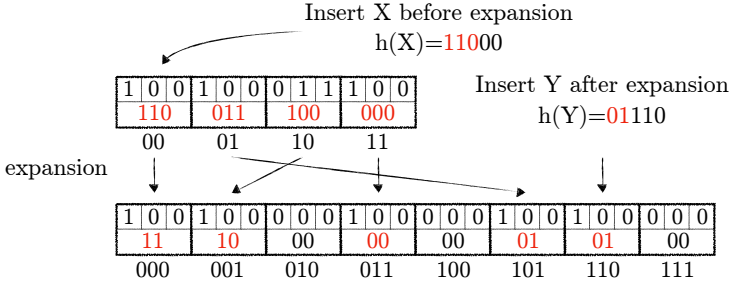 Insert X before expansion
h(X)=11000
1 0 0 0 1 0 0 1 1 1 0 0
110 011 100 000
00 01 10 11
Insert Y after expansion
h(Y)=01110
expansion
1 0 0 1 0 0 0 0 0 1 0 0 0 0 0 1 0 0 1 0 0 0 0 0
11 10 00 00 00 01 01 00
000 001 010 011 100 101 110 111